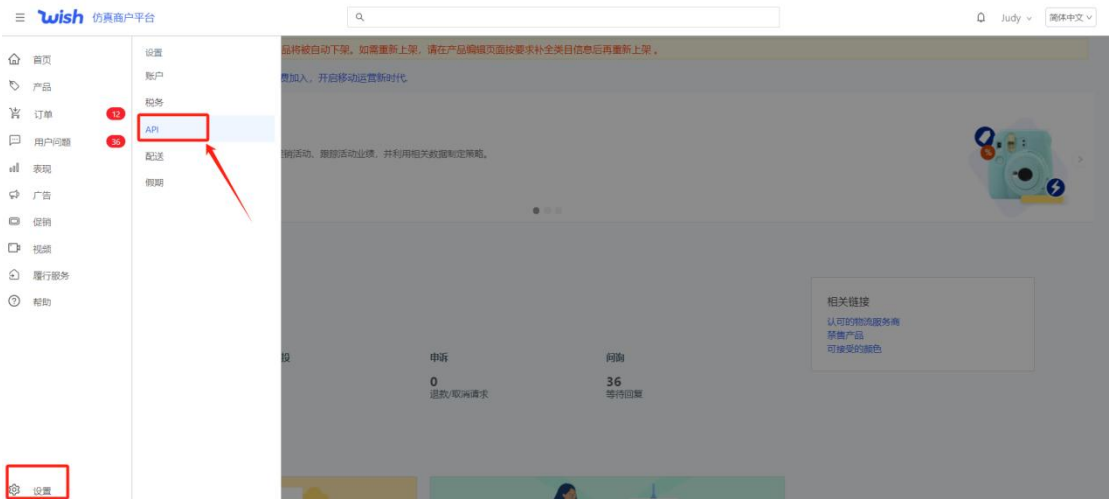 wish 仿真商户平台
Judy
简体中文
首页
产品
订单 12
用户问题 36
表现
广告
促销
视频
履行服务
帮助
设置
设置
账户
税务
API
配送
假期
品将被自动下架。如需重新上架，请在产品编辑页面按要求补全类目信息后再重新上架。
费加入，开启移动运营新时代
促销活动、跟踪活动业绩，并利用相关数据制定策略。
相关链接
认可的物流服务商
禁售产品
可接受的颜色
投
申诉
问询
0
36
退款/取消请求
等待回复